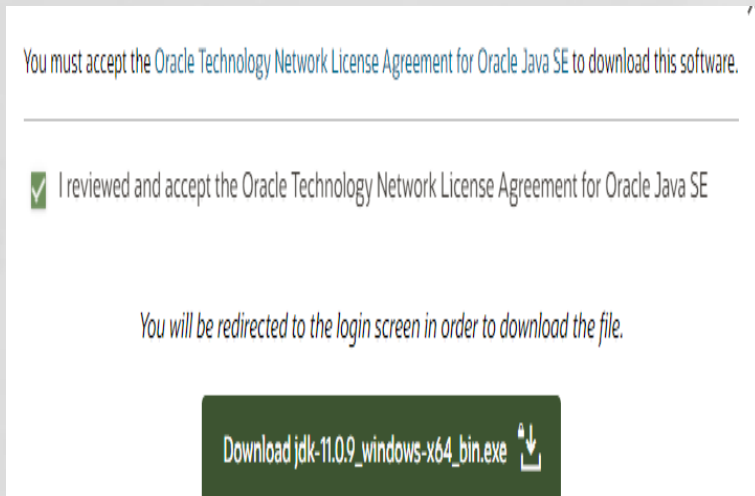 You must accept the Oracle Technology Network License Agreement for Oracle Java SE to download this software.
I reviewed and accept the Oracle Technology Network License Agreement for Oracle Java SE
You will be redirected to the login screen in order to download the file.
Download jdk-11.0.9_windows-x64_bin.exe